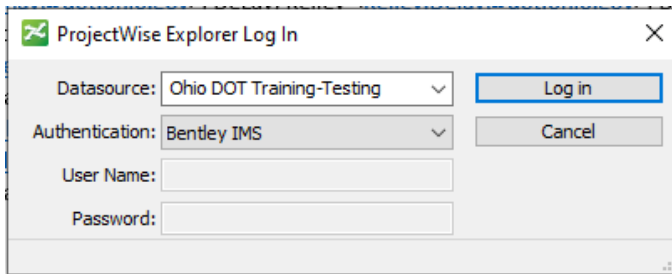 ProjectWise Explorer Log In
Datasource: Ohio DOT Training-Testing Log in
Authentication: Bentley IMS Cancel
User Name:
Password: